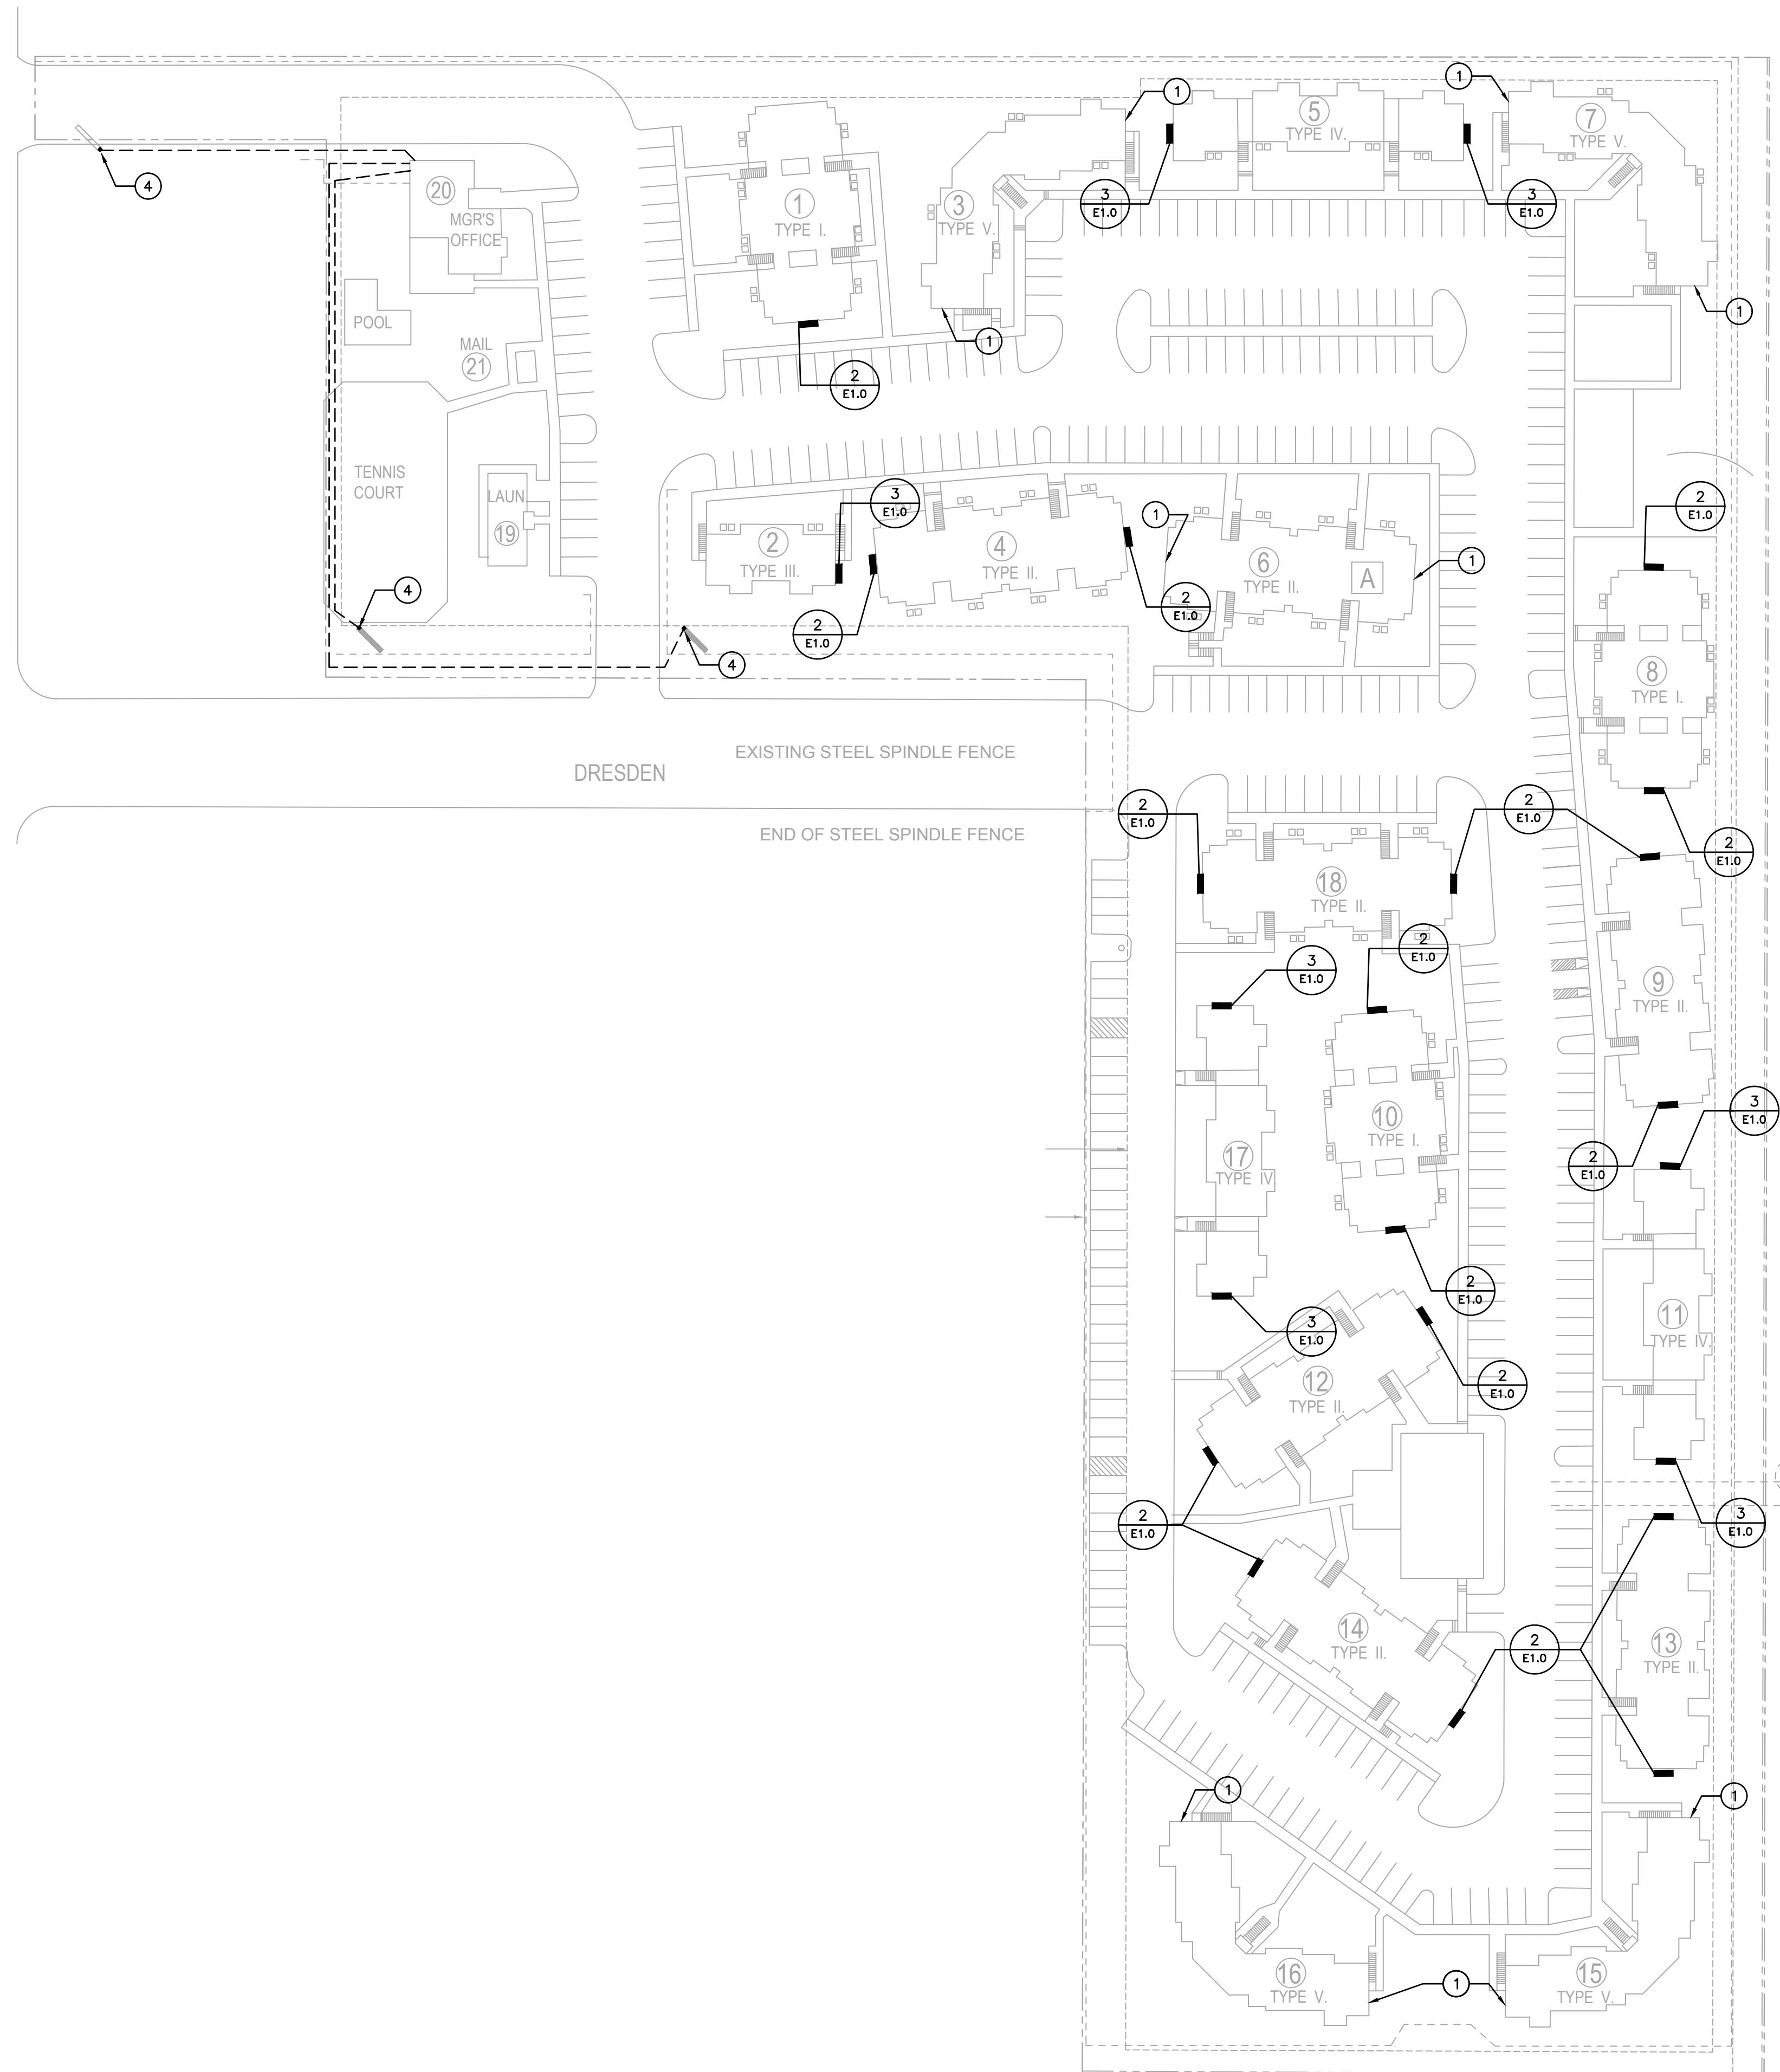 1
1
5
TYPE IV.
7
TYPE V.
4
20
MGR'S
OFFICE
1
TYPE I.
3
TYPE V.
3
E1.0
3
E1.0
POOL
MAIL
21
1
1
2
E1.0
TENNIS
COURT
LAUN
19
3
E1.0
2
E1.0
1
2
TYPE III.
4
TYPE II.
6
TYPE II.
A
1
4
2
E1.0
2
E1.0
4
8
TYPE I.
EXISTING STEEL SPINDLE FENCE
DRESDEN
END OF STEEL SPINDLE FENCE
2
E1.0
2
E1.0
2
E1.0
18
TYPE II.
2
E1.0
3
E1.0
9
TYPE II.
10
TYPE I.
3
E1.0
17
TYPE IV.
2
E1.0
2
E1.0
3
E1.0
11
TYPE IV.
12
TYPE II.
2
E1.0
2
E1.0
3
E1.0
14
TYPE II.
2
E1.0
13
TYPE II.
1
1
16
TYPE V.
1
15
TYPE V.